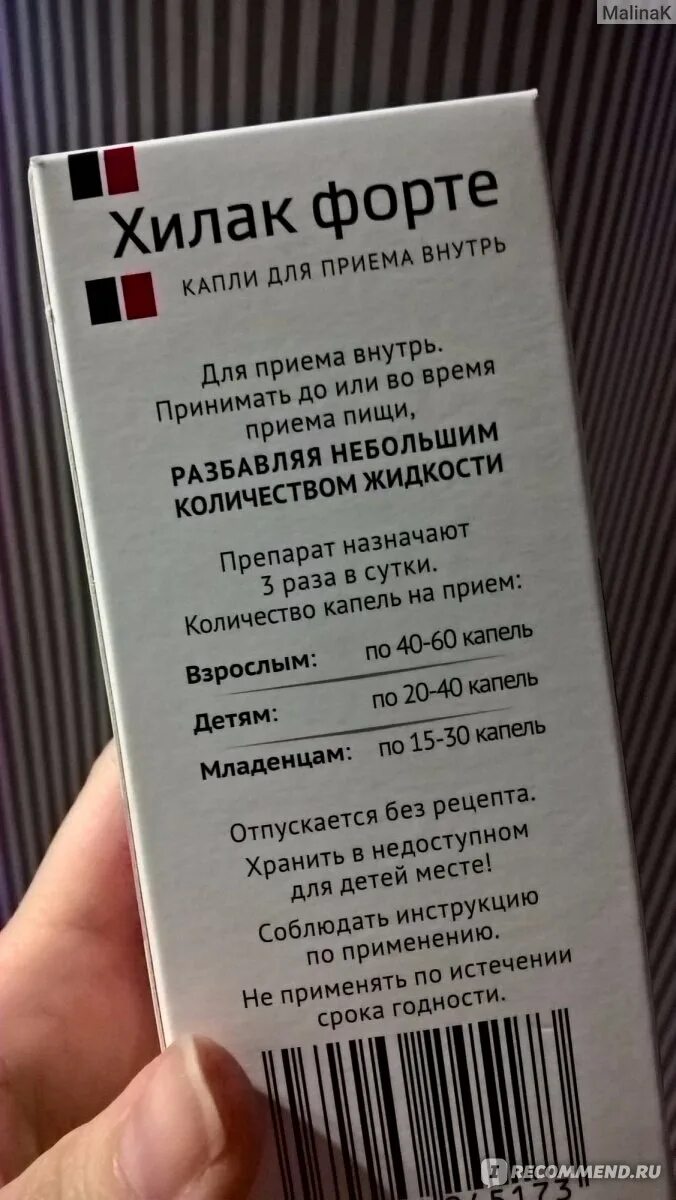 MalinaK
Хилак форте
КАПЛИ ДЛЯ ПРИЕМА ВНУТРЬ
Для приема внутрь.
Принимать до или во время
приема пищи,
РАЗБАВЛЯЯ НЕБОЛЬШИМ
КОЛИЧЕСТВОМ ЖИДКОСТИ
Препарат назначают
3 раза в сутки.
Количество капель на прием:
Взрослым: по 40-60 капель
Детям: по 20-40 капель
Младенцам: по 15-30 капель
Отпускается без рецепта.
Хранить в недоступном
для детей месте!
Соблюдать инструкцию
по применению.
Не применять по истечении
срока годности.
IRECOMMEND.RU